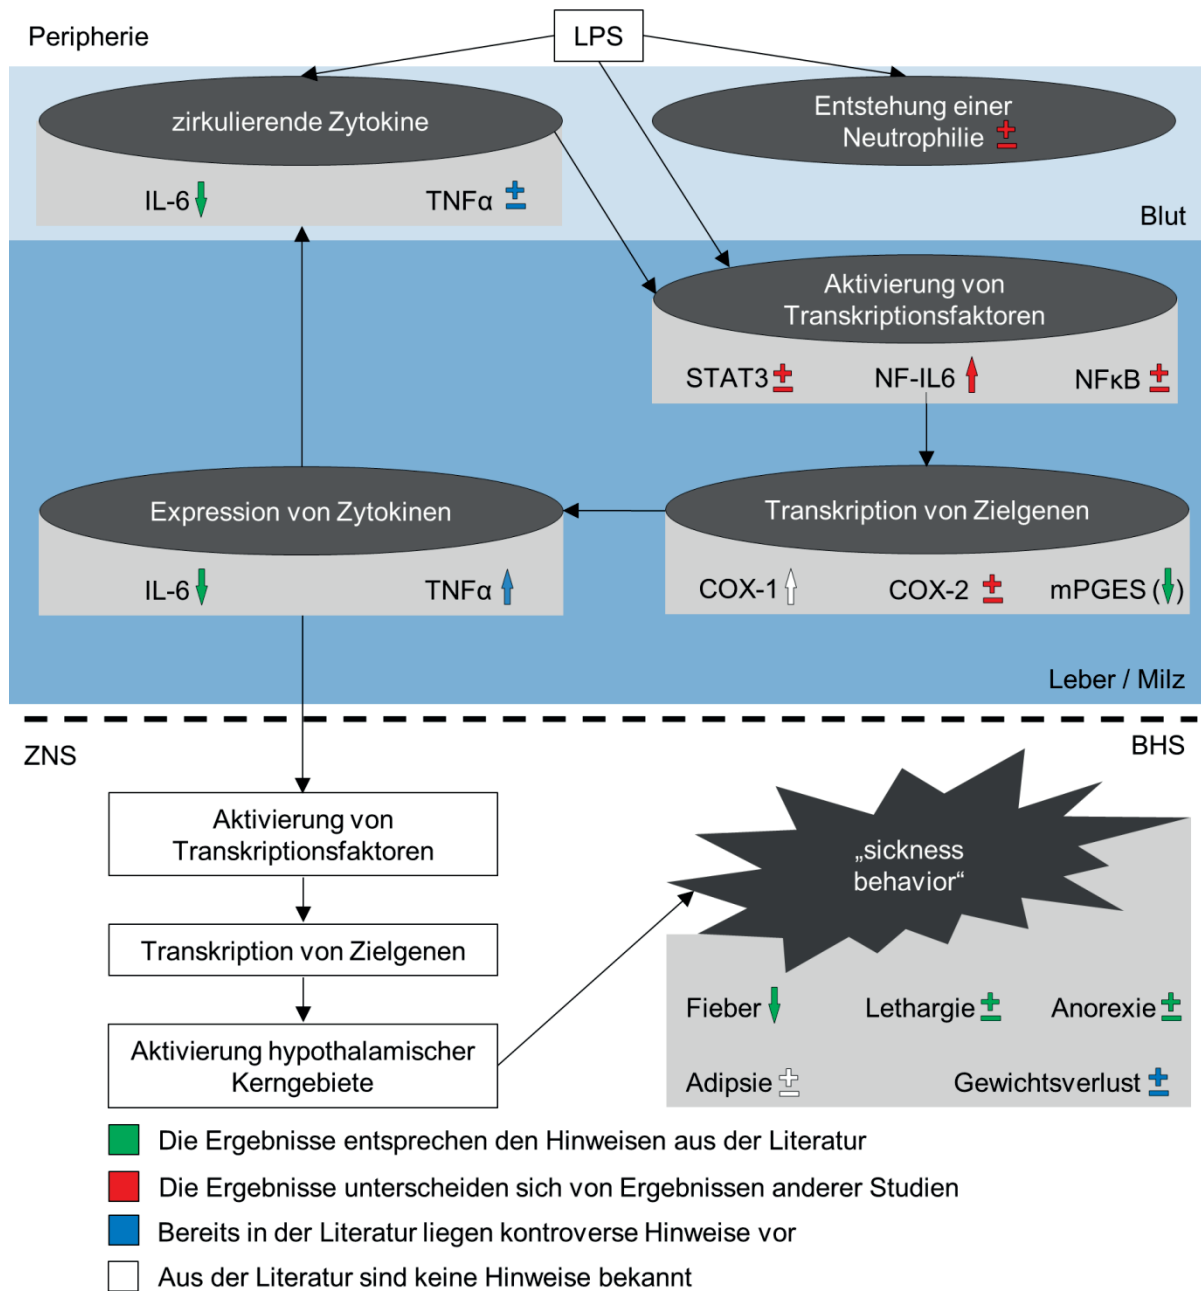 Peripherie
LPS
zirkulierende Zytokine
Entstehung einer
Neutrophilie ±
IL-6
TNFα ±
Blut
Aktivierung von
Transkriptionsfaktoren
STAT3 ±
NF-IL6
NFκB ±
Expression von Zytokinen
Transkription von Zielgenen
IL-6
TNFα
COX-1
COX-2 ±
mPGES (↓)
Leber / Milz
ZNS
BHS
Aktivierung von
Transkriptionsfaktoren
„sickness
behavior“
Transkription von Zielgenen
Fieber
Lethargie ±
Anorexie ±
Aktivierung hypothalamischer
Kerngebiete
Adipsie ±
Gewichtsverlust ±
Die Ergebnisse entsprechen den Hinweisen aus der Literatur
Die Ergebnisse unterscheiden sich von Ergebnissen anderer Studien
Bereits in der Literatur liegen kontroverse Hinweise vor
Aus der Literatur sind keine Hinweise bekannt